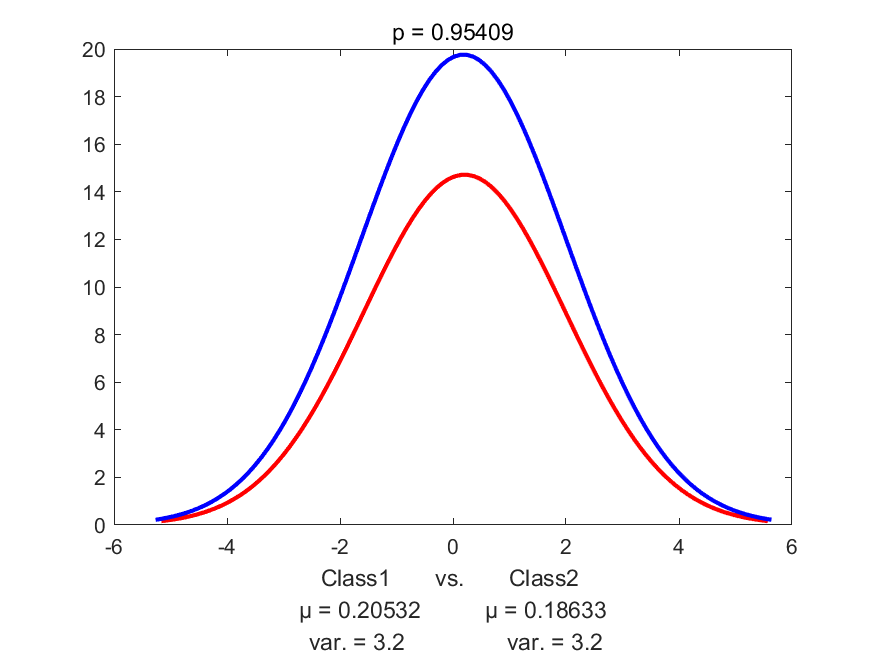 p = 0.95409
20
18
16
14
12
10
8
6
4
2
0
-6 -4 -2 0 2 4 6
Class1 vs. Class2
μ = 0.20532 μ = 0.18633
var. = 3.2 var. = 3.2